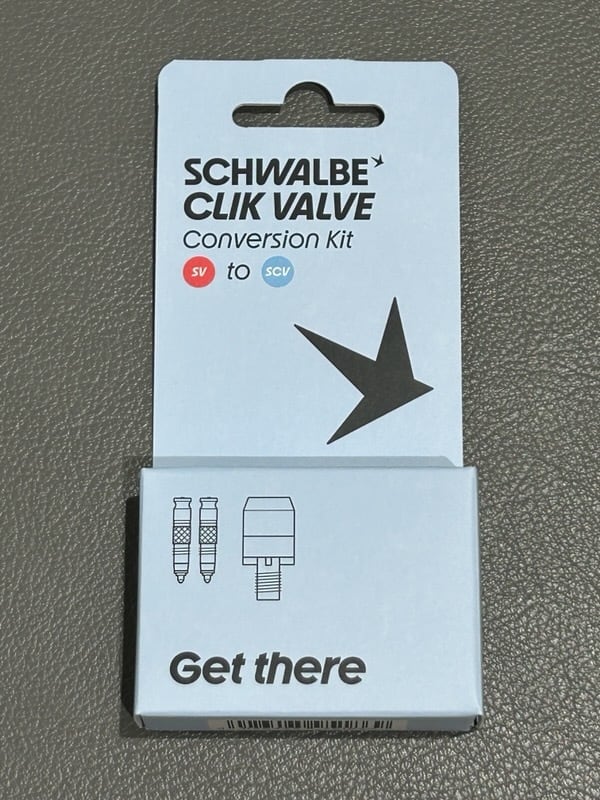 SCHWALBE
CLIK VALVE
Conversion Kit
SV to SCV
Get there